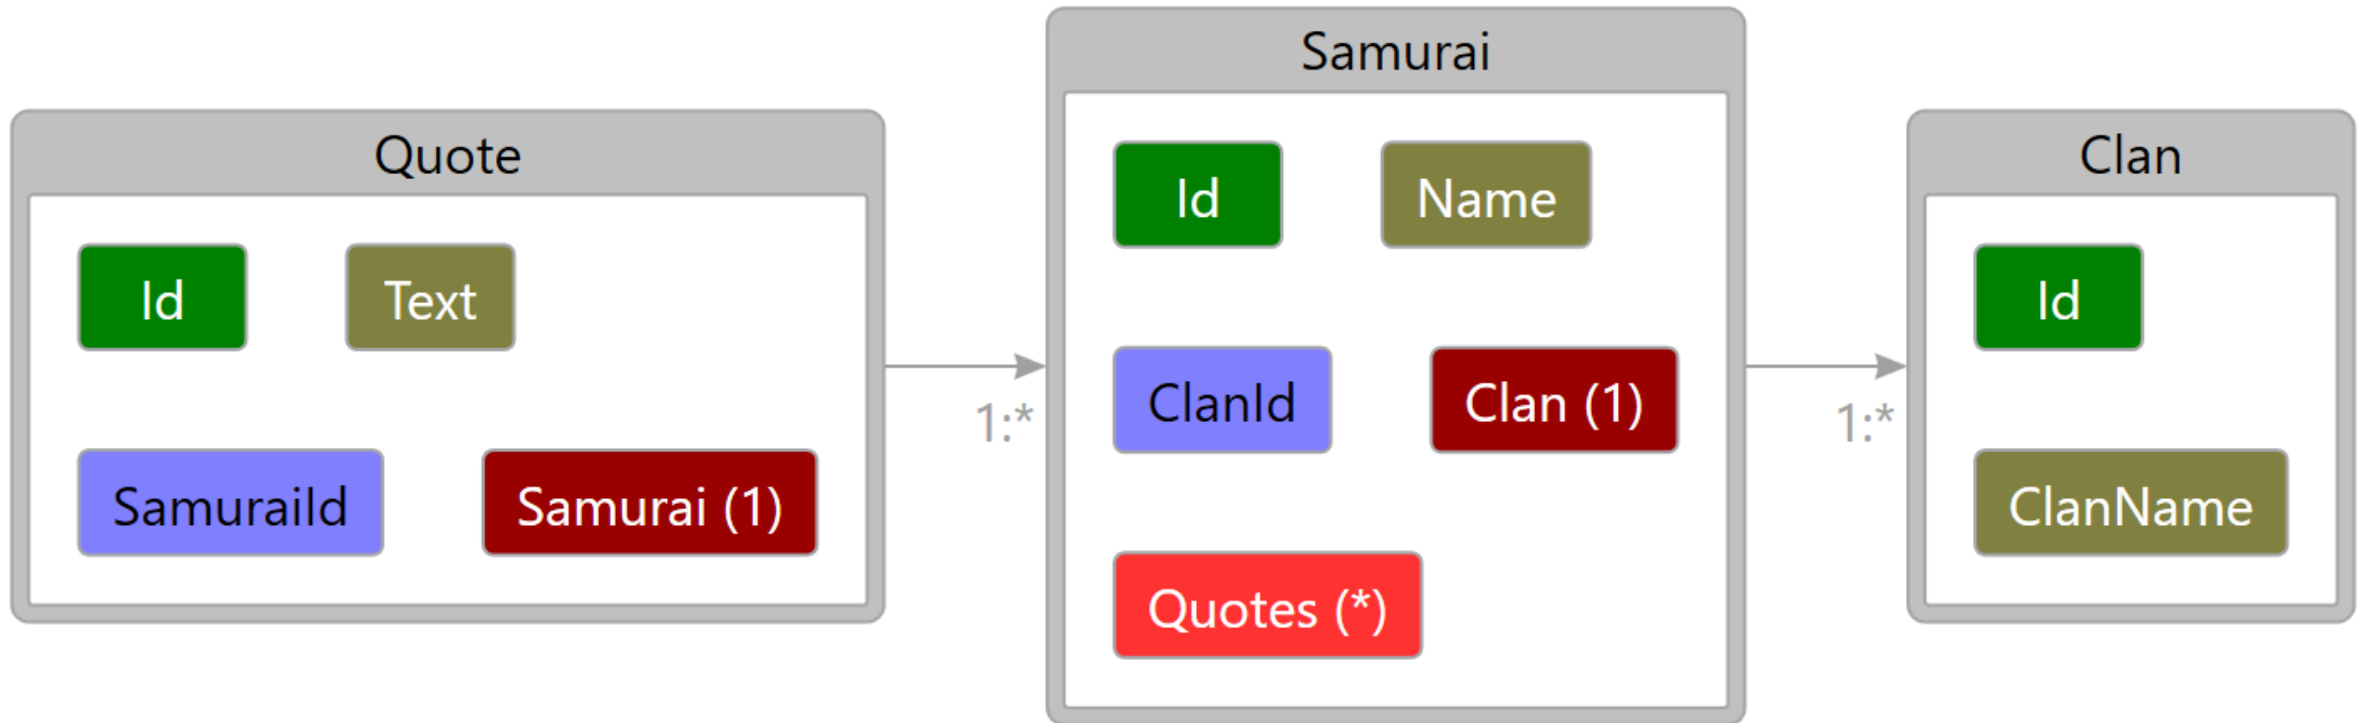 Quote
Id
Text
SamuraiId
Samurai (1)
1:*
Samurai
Id
Name
ClanId
Clan (1)
Quotes (*)
1:*
Clan
Id
ClanName